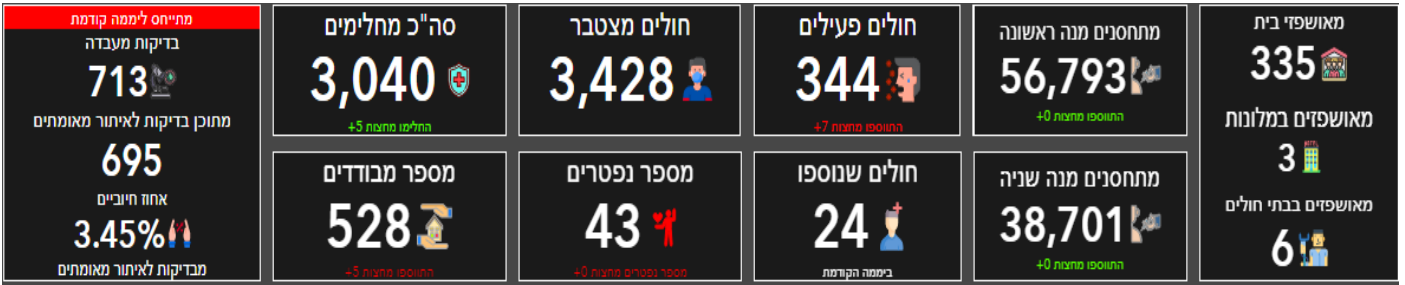 מאושפזי בית
335
מאושפזים במלונות
3
מאושפזים בבתי חולים
6
מתחסנים מנה ראשונה
56,793
התווספו מחצות 0+
מתחסנים מנה שניה
38,701
התווספו מחצות 0+
חולים פעילים
344
התווספו מחצות 7+
חולים שנוספו
24
ביממה הקודמת
חולים מצטבר
3,428
מספר נפטרים
43
מספר נפטרים מחצות 0+
סה"כ מחלימים
3,040
החלימו מחצות 5+
מספר מבודדים
528
התווספו מחצות 5+
מתייחס ליממה קודמת
בדיקות מעבדה
713
מתוכן בדיקות לאיתור מאומתים
695
אחוז חיוביים
3.45%
מבדיקות לאיתור מאומתים